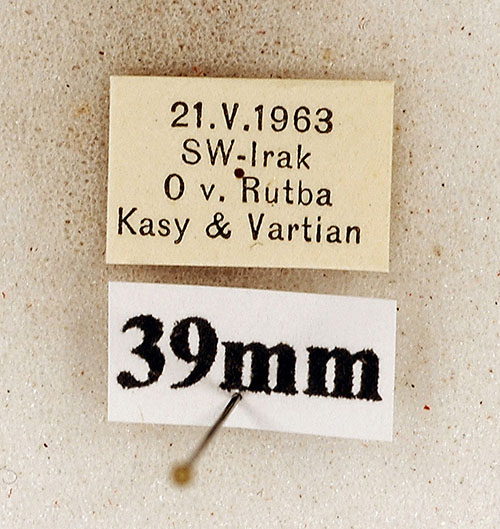 21.V.1963
SW-Irak
O v. Rutba
Kasy & Vartian
39mm